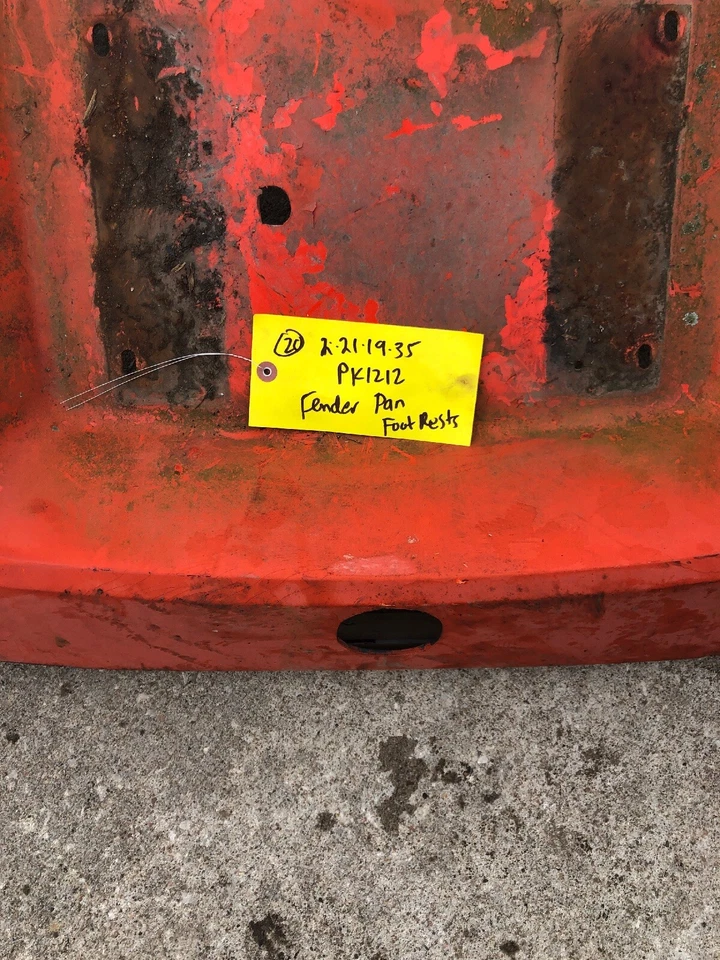 20 2.21.19.35
PK1212
Fender Pan
Foot Rests